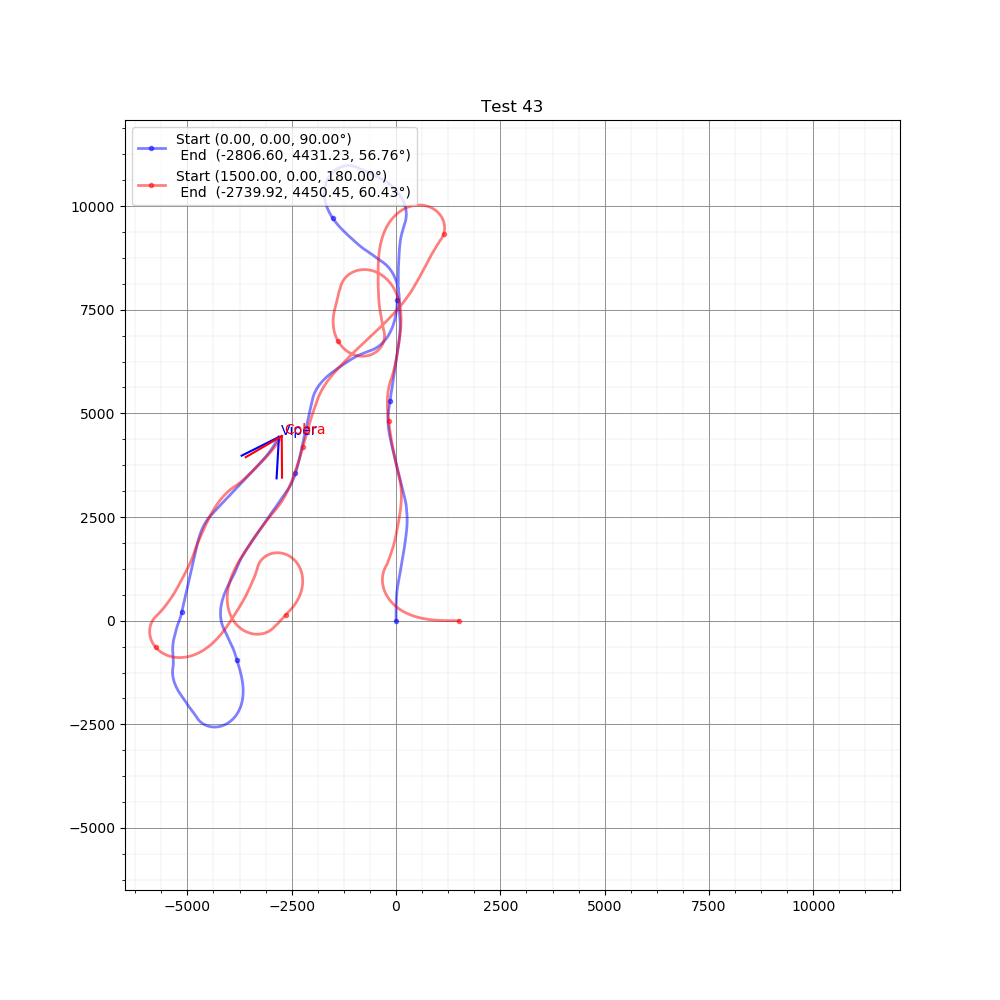 Test 43
Start (0.00, 0.00, 90.00°)
End (-2806.60, 4431.23, 56.76°)
Start (1500.00, 0.00, 180.00°)
End (-2739.92, 4450.45, 60.43°)
10000
7500
5000
Viper
Cobra
2500
0
−2500
−5000
−5000 −2500 0 2500 5000 7500 10000